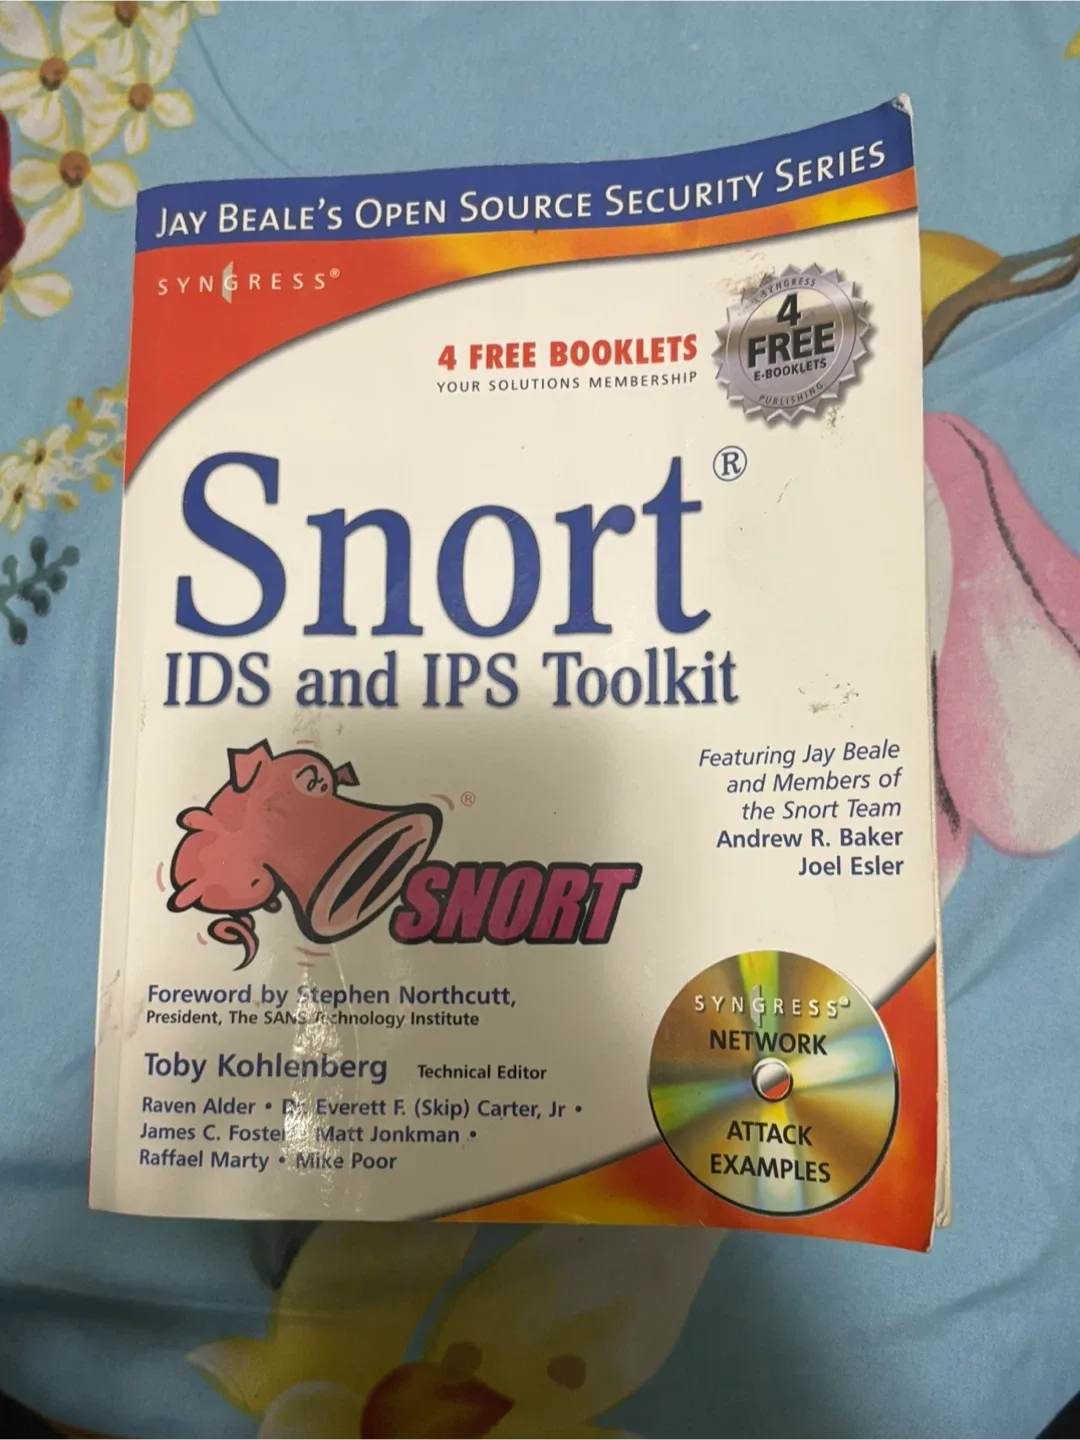 JAY BEALE'S OPEN SOURCE SECURITY SERIES
SYNGRESS®
4 FREE BOOKLETS
YOUR SOLUTIONS MEMBERSHIP
SYNGRESS
4
FREE
E-BOOKLETS
PUBLISHING
Snort®
IDS and IPS Toolkit
Featuring Jay Beale
and Members of
the Snort Team
Andrew R. Baker
Joel Esler
®
SNORT
Foreword by Stephen Northcutt,
President, The SANS Technology Institute
Toby Kohlenberg Technical Editor
Raven Alder • Dr. Everett F. (Skip) Carter, Jr •
James C. Foster • Matt Jonkman •
Raffael Marty • Mike Poor
SYNGRESS®
NETWORK
ATTACK
EXAMPLES